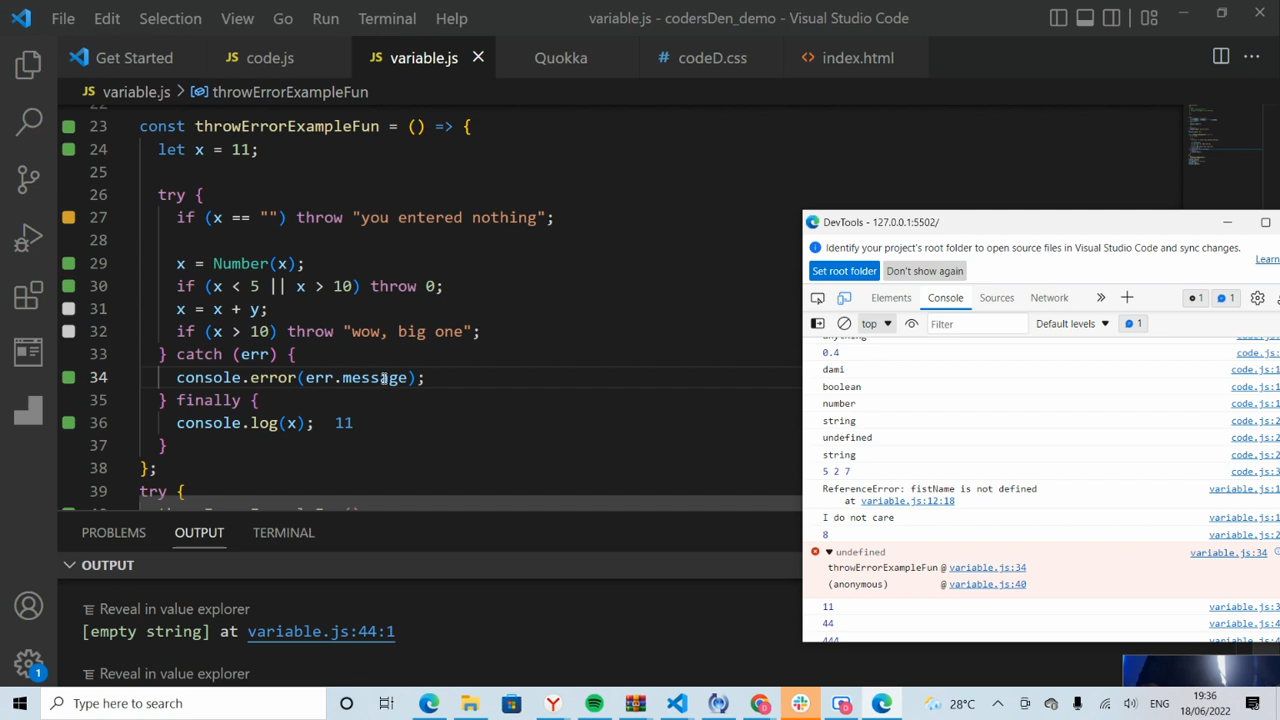 File Edit Selection View Go Run Terminal Help variable.js - codersDen_demo - Visual Studio Code
Get Started JS code.js JS variable.js Quokka # codeD.css <> index.html
JS variable.js > throwErrorExampleFun
22
23 const throwErrorExampleFun = () => {
24 let x = 11;
25
26 try {
27 if (x == "") throw "you entered nothing";
28
29 x = Number(x);
30 if (x < 5 || x > 10) throw 0;
31 x = x + y;
32 if (x > 10) throw "wow, big one";
33 } catch (err) {
34 console.error(err.message);
35 } finally {
36 console.log(x); 11
37 }
38 };
39 try {
PROBLEMS OUTPUT TERMINAL
OUTPUT
Reveal in value explorer
[empty string] at variable.js:44:1
Reveal in value explorer
1
DevTools - 127.0.0.1:5502/
Identify your project's root folder to open source files in Visual Studio Code and sync changes.
Learn
Set root folder Don't show again
Elements Console Sources Network 1 1
top Filter Default levels 1
anything code.js:1
0.4 code.js:
dami code.js:1
boolean code.js:1
number code.js:1
string code.js:2
undefined code.js:2
string code.js:2
5 2 7 code.js:3
ReferenceError: fistName is not defined variable.js:1
at variable.js:12:18
I do not care variable.js:1
8 variable.js:2
undefined variable.js:34
throwErrorExampleFun @ variable.js:34
(anonymous) @ variable.js:40
11 variable.js:3
44 variable.js:4
444 variable.js:4
Type here to search 28°C ENG 19:36
18/06/2022